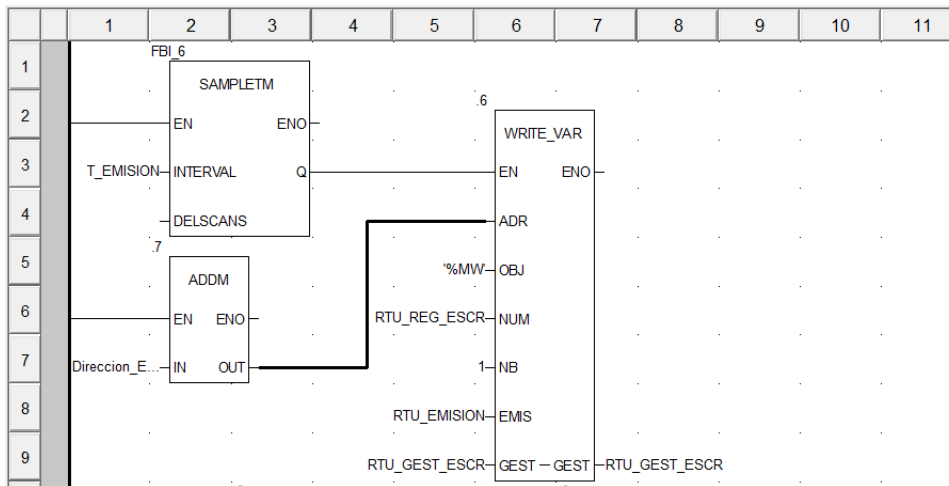 1 2 3 4 5 6 7 8 9 10 11
1 FBI_6
SAMPLETM
2 .6
EN ENO
WRITE_VAR
3 T_EMISION INTERVAL Q EN ENO
4 DELSCANS ADR
.7
5 '%MW' OBJ
ADDM
6 EN ENO RTU_REG_ESCR NUM
7 Direccion_E... IN OUT 1 NB
8 RTU_EMISION EMIS
9 RTU_GEST_ESCR GEST GEST RTU_GEST_ESCR